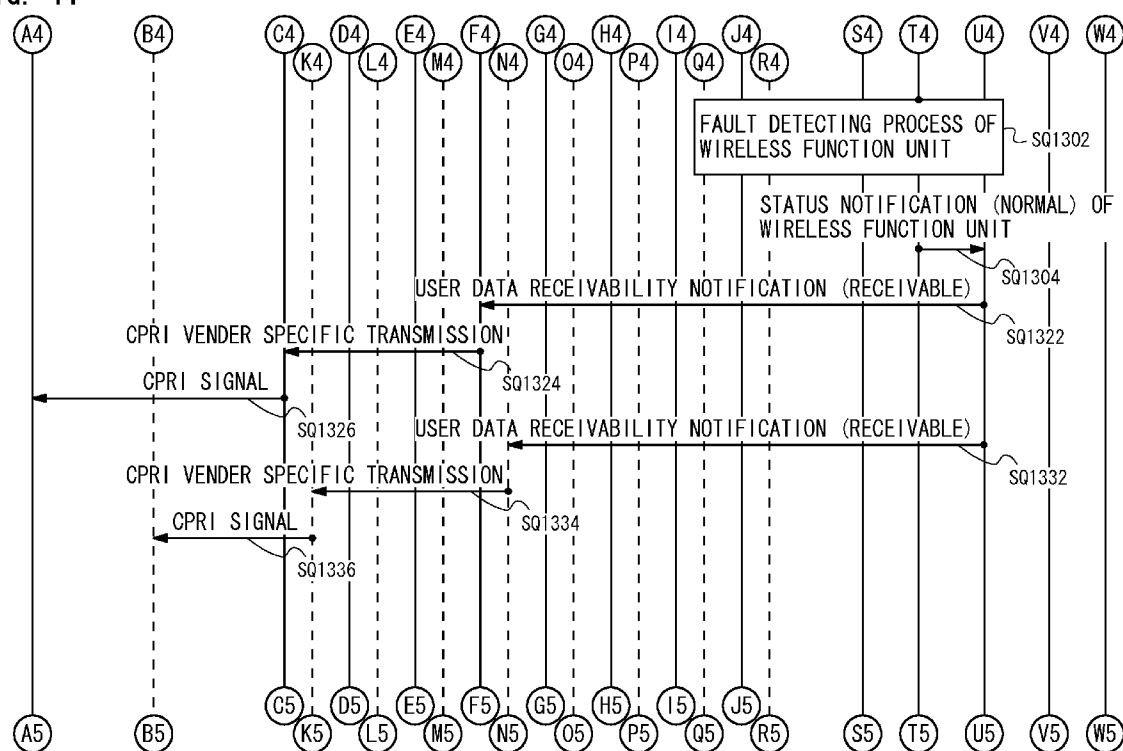 A4 B4 C4 D4 E4 F4 G4 H4 I4 J4 S4 T4 U4 V4 W4
K4 L4 M4 N4 O4 P4 Q4 R4
FAULT DETECTING PROCESS OF
WIRELESS FUNCTION UNIT
SQ1302
STATUS NOTIFICATION (NORMAL) OF
WIRELESS FUNCTION UNIT
SQ1304
USER DATA RECEIVABILITY NOTIFICATION (RECEIVABLE)
SQ1322
CPRI VENDER SPECIFIC TRANSMISSION
SQ1324
CPRI SIGNAL
SQ1326
USER DATA RECEIVABILITY NOTIFICATION (RECEIVABLE)
SQ1332
CPRI VENDER SPECIFIC TRANSMISSION
SQ1334
CPRI SIGNAL
SQ1336
C5 D5 E5 F5 G5 H5 I5 J5
A5 B5 K5 L5 M5 N5 O5 P5 Q5 R5 S5 T5 U5 V5 W5